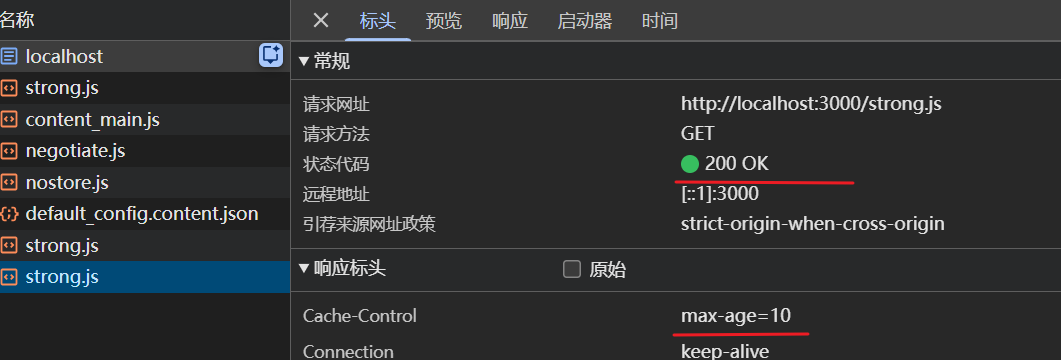 名称
localhost
strong.js
content_main.js
negotiate.js
nostore.js
default_config.content.json
strong.js
strong.js
标头 预览 响应 启动器 时间
常规
请求网址 http://localhost:3000/strong.js
请求方法 GET
状态代码 200 OK
远程地址 [::1]:3000
引荐来源网址政策 strict-origin-when-cross-origin
响应标头 原始
Cache-Control max-age=10
Connection keep-alive